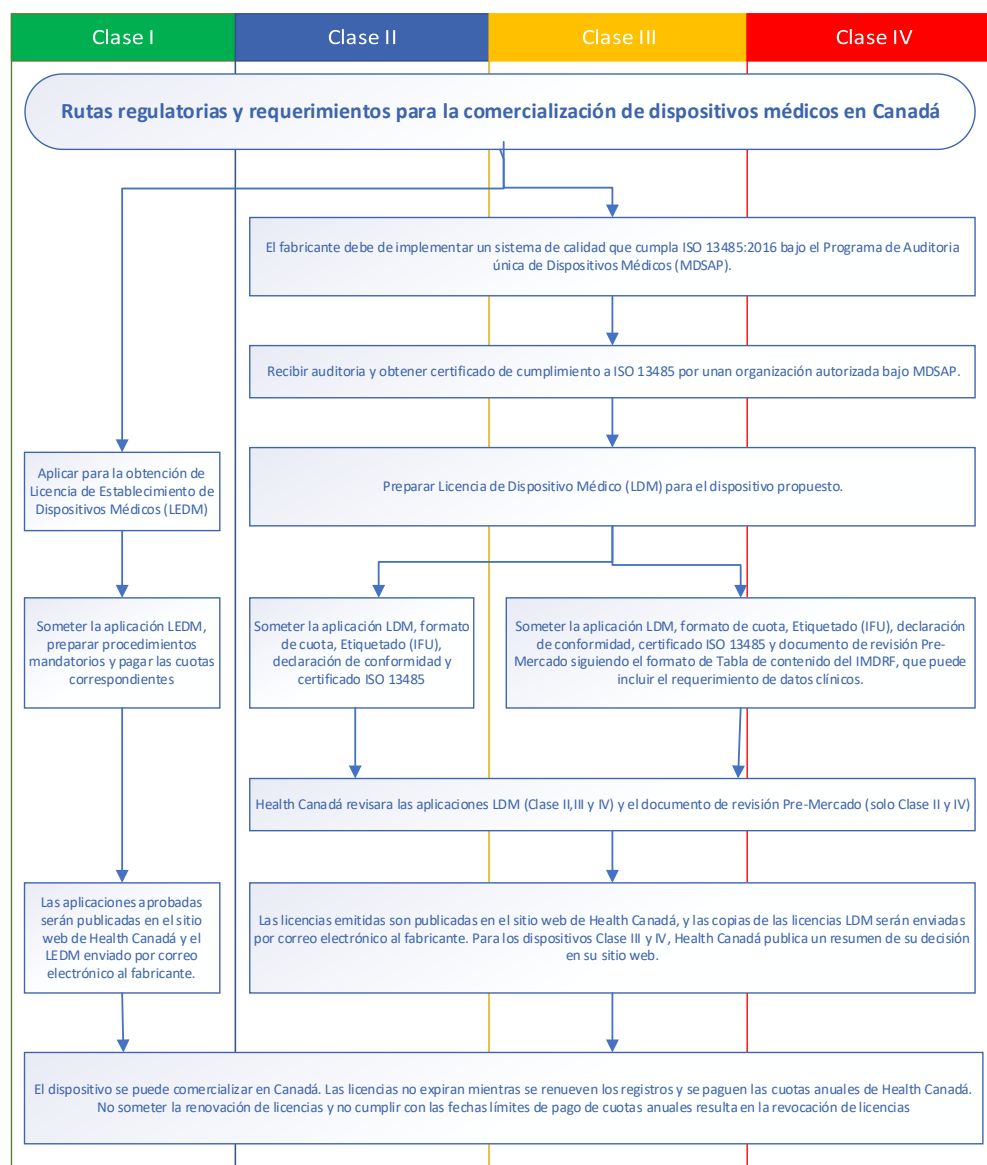 Clase I
Clase II
Clase III
Clase IV
Rutas regulatorias y requerimientos para la comercialización de dispositivos médicos en Canadá
El fabricante debe de implementar un sistema de calidad que cumpla ISO 13485:2016 bajo el Programa de Auditoria
única de Dispositivos Médicos (MDSAP).
Recibir auditoria y obtener certificado de cumplimiento a ISO 13485 por unan organización autorizada bajo MDSAP.
Aplicar para la obtención de
Licencia de Establecimiento de
Dispositivos Médicos (LEDM)
Preparar Licencia de Dispositivo Médico (LDM) para el dispositivo propuesto.
Someter la aplicación LEDM,
preparar procedimientos
mandatorios y pagar las cuotas
correspondientes
Someter la aplicación LDM, formato
de cuota, Etiquetado (IFU),
declaración de conformidad y
certificado ISO 13485
Someter la aplicación LDM, formato de cuota, Etiquetado (IFU), declaración
de conformidad, certificado ISO 13485 y documento de revisión Pre-
Mercado siguiendo el formato de Tabla de contenido del IMDRF, que puede
incluir el requerimiento de datos clínicos.
Health Canadá revisara las aplicaciones LDM (Clase II,III y IV) y el documento de revisión Pre-Mercado (solo Clase II y IV)
Las aplicaciones aprobadas
serán publicadas en el sitio
web de Health Canadá y el
LEDM enviado por correo
electrónico al fabricante.
Las licencias emitidas son publicadas en el sitio web de Health Canadá, y las copias de las licencias LDM serán enviadas
por correo electrónico al fabricante. Para los dispositivos Clase III y IV, Health Canadá publica un resumen de su decisión
en su sitio web.
El dispositivo se puede comercializar en Canadá. Las licencias no expiran mientras se renueven los registros y se paguen las cuotas anuales de Health Canadá.
No someter la renovación de licencias y no cumplir con las fechas límites de pago de cuotas anuales resulta en la revocación de licencias